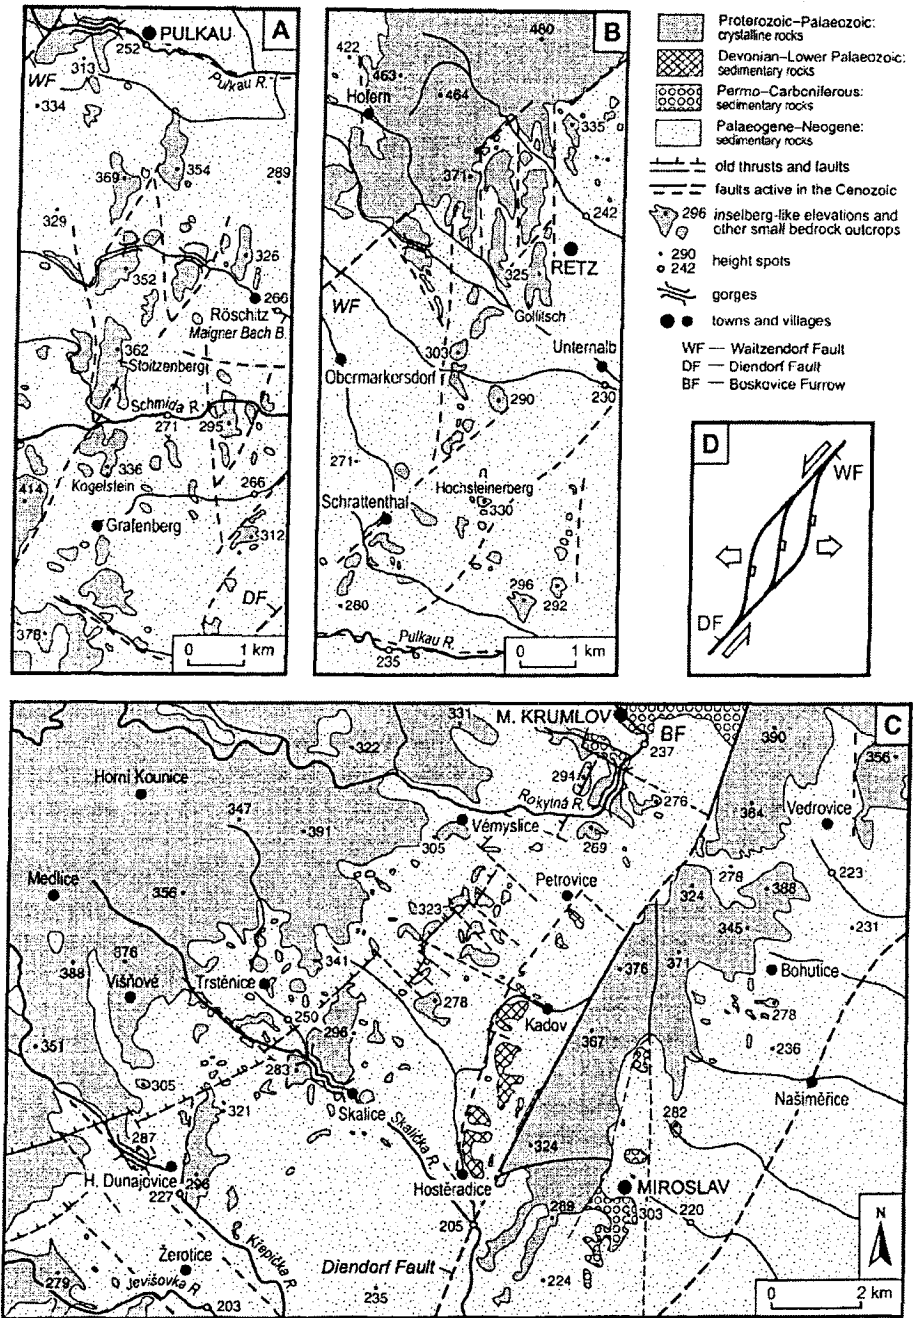 A
PULKAU
252
313
WF
Pulkau R.
334
354
369
289
329
326
352
266
Röschitz
Maigner Bach B.
362
Stoitzenberg
Schmida R.
271
295
336
Kogelstein
266
414
Grafenberg
312
DF
376
0 1 km
B
480
422
463
Hofern
464
335
371
242
RETZ
325
WF
Gollitsch
303
Unternalb
Obermarkersdorf
290
230
271
Hochsteinerberg
330
Schrattenthal
296
292
280
Pulkau R.
235
0 1 km
Proterozoic–Palaeozoic:
crystalline rocks
Devonian–Lower Palaeozoic:
sedimentary rocks
Permo–Carboniferous:
sedimentary rocks
Palaeogene–Neogene:
sedimentary rocks
old thrusts and faults
faults active in the Cenozoic
296 inselberg-like elevations and
other small bedrock outcrops
290
242
height spots
gorges
towns and villages
WF — Waitzendorf Fault
DF — Diendorf Fault
BF — Boskovice Furrow
D
WF
DF
C
331
M. KRUMLOV
BF
237
390
322
356
Horní Kounice
294
Rokytná R.
276
347
391
384
Vedrovice
Vémyslice
305
269
Medlice
278
223
356
Petrovice
324
388
323
345
231
376
388
341
376
371
Bohutice
Višňové
Trstěnice
278
278
250
Kadov
296
351
367
236
283
305
Skalice
Našiměřice
321
282
287
Skalička R.
324
H. Dunajovice
296
227
Hostěradice
MIROSLAV
289
303
220
205
N
Křepička R.
Žerotice
Diendorf Fault
279
Jevišovka R.
224
203
235
0 2 km